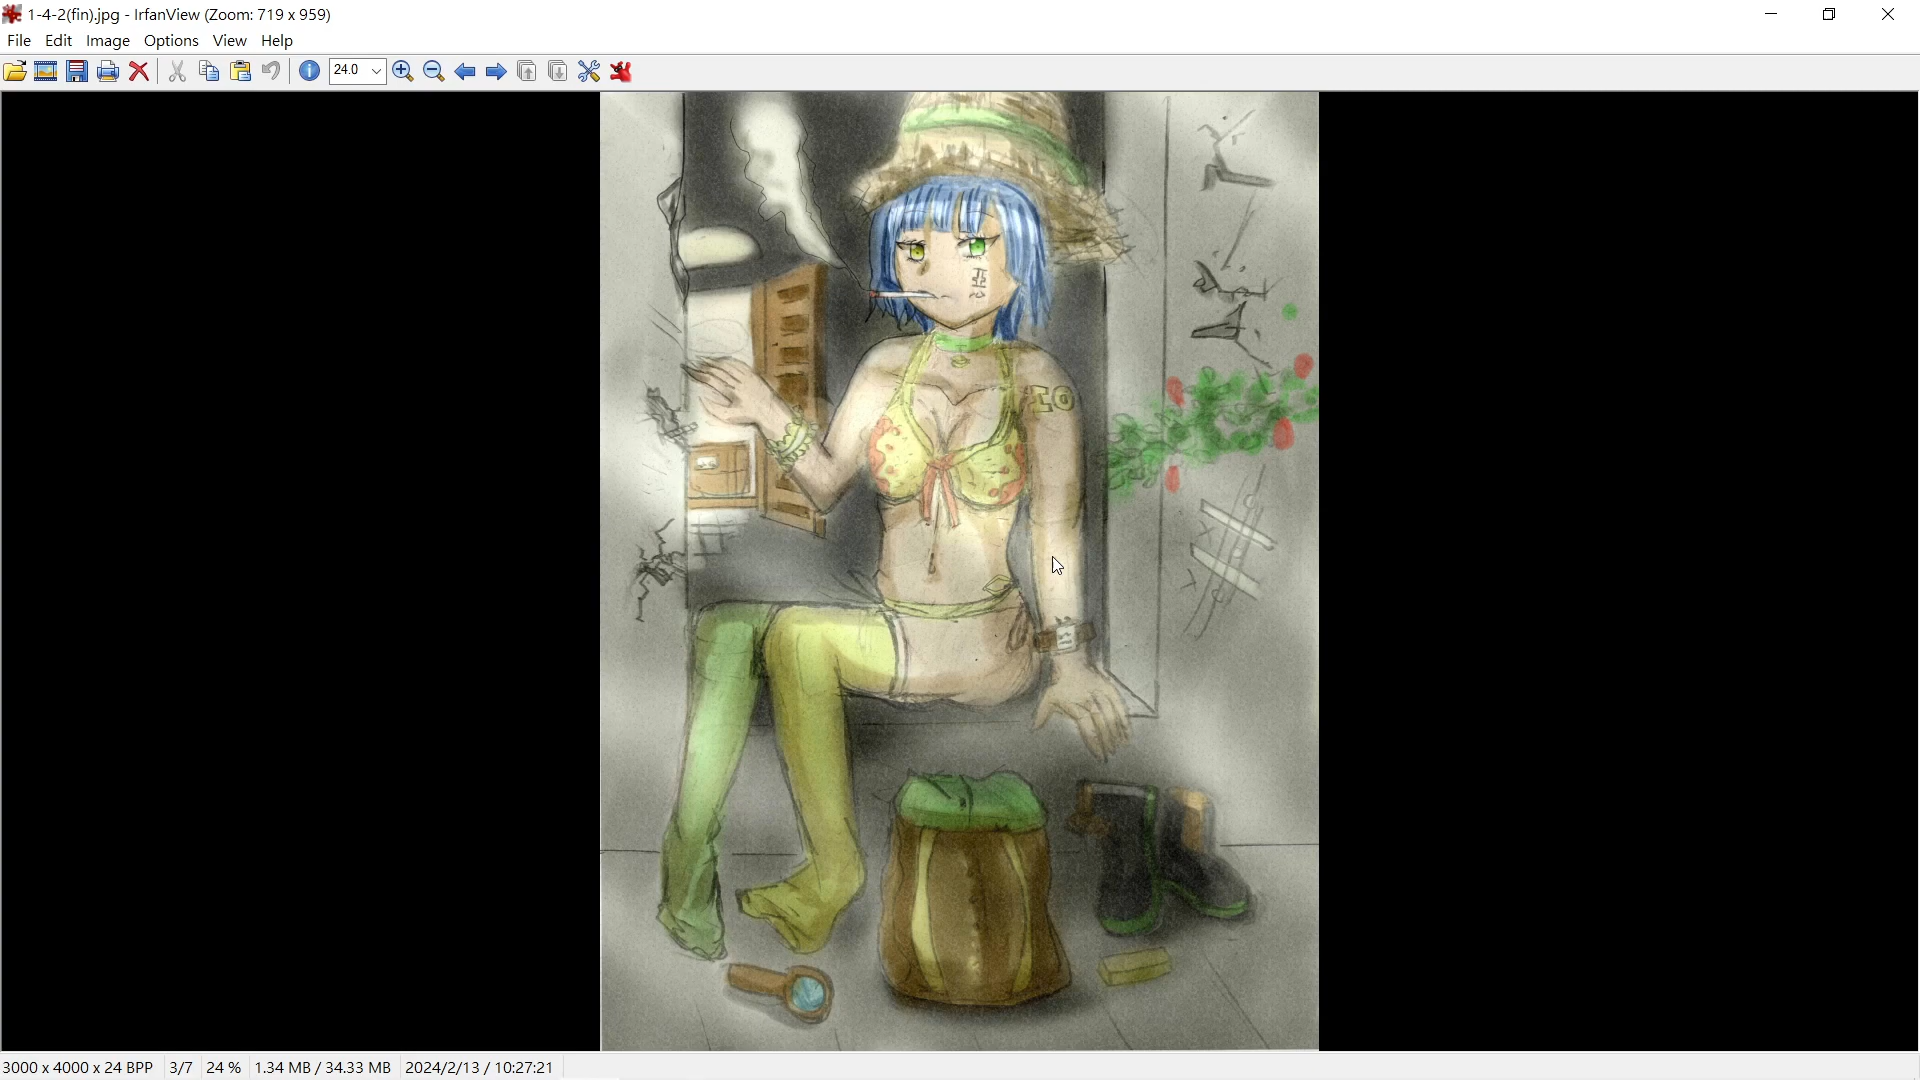 1-4-2(fin).jpg - IrfanView (Zoom: 719 x 959)
File Edit Image Options View Help
24.0
IO
3000 x 4000 x 24 BPP 3/7 24 % 1.34 MB / 34.33 MB 2024/2/13 / 10:27:21